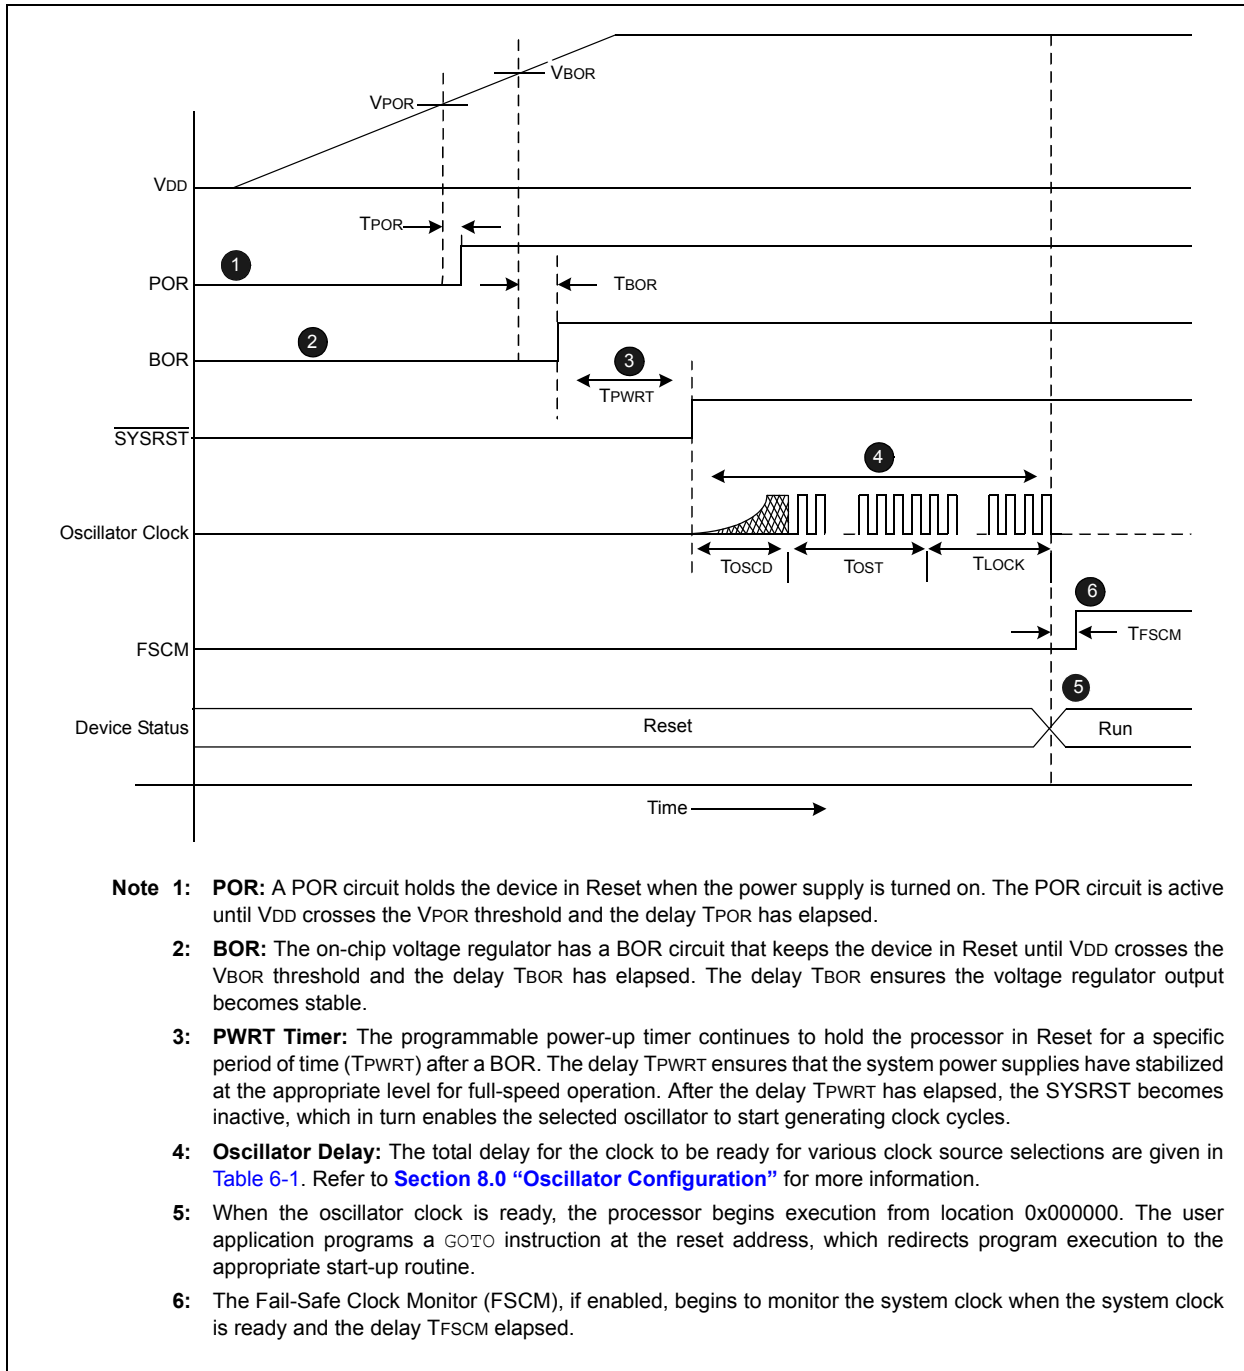 VBOR
VPOR
VDD
TPOR
1
POR
TBOR
2
BOR
3
TPWRT
SYSRST
4
Oscillator Clock
TOSCD
TOST
TLOCK
6
TFSCM
FSCM
5
Device Status
Reset
Run
Time
Note 1: POR: A POR circuit holds the device in Reset when the power supply is turned on. The POR circuit is active
until VDD crosses the VPOR threshold and the delay TPOR has elapsed.
2: BOR: The on-chip voltage regulator has a BOR circuit that keeps the device in Reset until VDD crosses the
VBOR threshold and the delay TBOR has elapsed. The delay TBOR ensures the voltage regulator output
becomes stable.
3: PWRT Timer: The programmable power-up timer continues to hold the processor in Reset for a specific
period of time (TPWRT) after a BOR. The delay TPWRT ensures that the system power supplies have stabilized
at the appropriate level for full-speed operation. After the delay TPWRT has elapsed, the SYSRST becomes
inactive, which in turn enables the selected oscillator to start generating clock cycles.
4: Oscillator Delay: The total delay for the clock to be ready for various clock source selections are given in
Table 6-1. Refer to Section 8.0 “Oscillator Configuration” for more information.
5: When the oscillator clock is ready, the processor begins execution from location 0x000000. The user
application programs a GOTO instruction at the reset address, which redirects program execution to the
appropriate start-up routine.
6: The Fail-Safe Clock Monitor (FSCM), if enabled, begins to monitor the system clock when the system clock
is ready and the delay TFSCM elapsed.